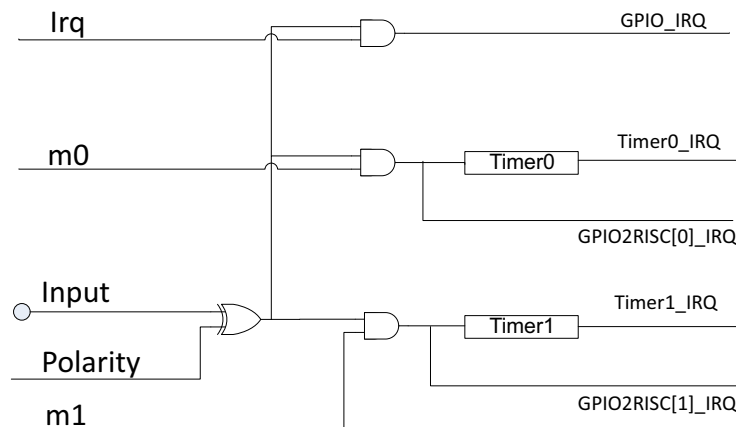 Irq
GPIO_IRQ
m0
Timer0
Timer0_IRQ
GPIO2RISC[0]_IRQ
Input
Timer1
Timer1_IRQ
Polarity
GPIO2RISC[1]_IRQ
m1